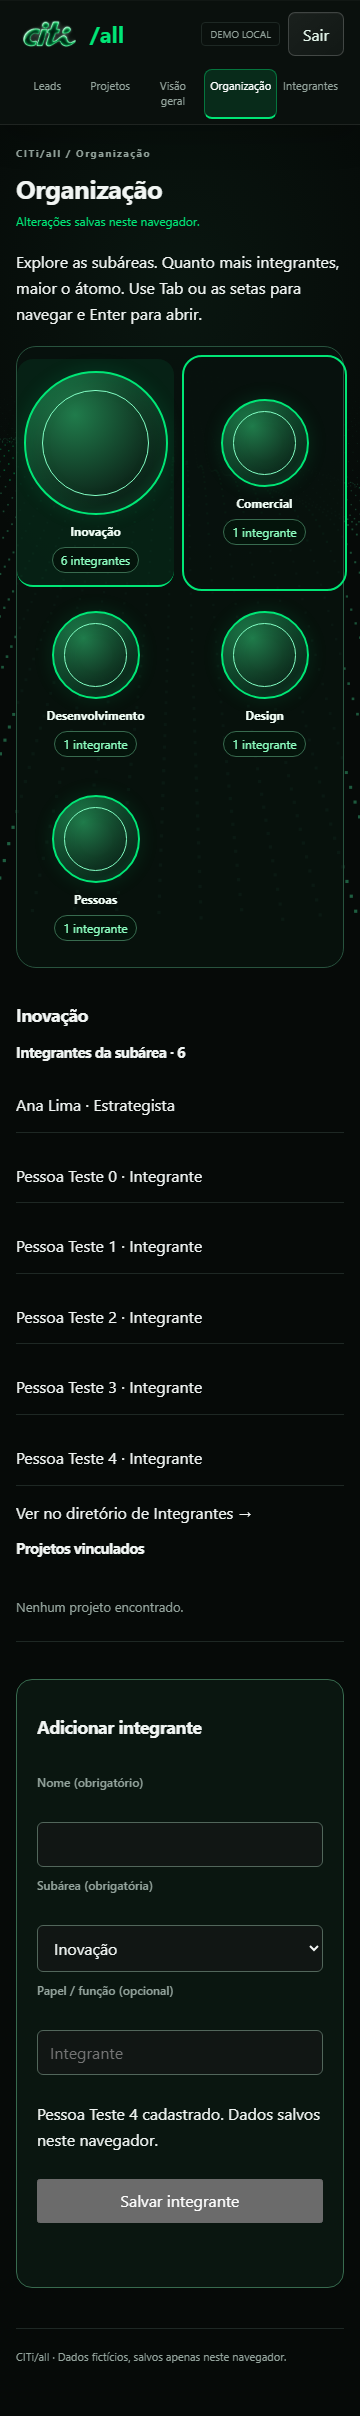 citi /all
DEMO LOCAL
Sair
Leads
Projetos
Visão
geral
Organização
Integrantes
CITi/all / Organização
Organização
Alterações salvas neste navegador.
Explore as subáreas. Quanto mais integrantes,
maior o átomo. Use Tab ou as setas para
navegar e Enter para abrir.
Inovação
6 integrantes
Comercial
1 integrante
Desenvolvimento
1 integrante
Design
1 integrante
Pessoas
1 integrante
Inovação
Integrantes da subárea · 6
Ana Lima · Estrategista
Pessoa Teste 0 · Integrante
Pessoa Teste 1 · Integrante
Pessoa Teste 2 · Integrante
Pessoa Teste 3 · Integrante
Pessoa Teste 4 · Integrante
Ver no diretório de Integrantes →
Projetos vinculados
Nenhum projeto encontrado.
Adicionar integrante
Nome (obrigatório)
Subárea (obrigatória)
Inovação
Papel / função (opcional)
Integrante
Pessoa Teste 4 cadastrado. Dados salvos
neste navegador.
Salvar integrante
CITi/all · Dados fictícios, salvos apenas neste navegador.